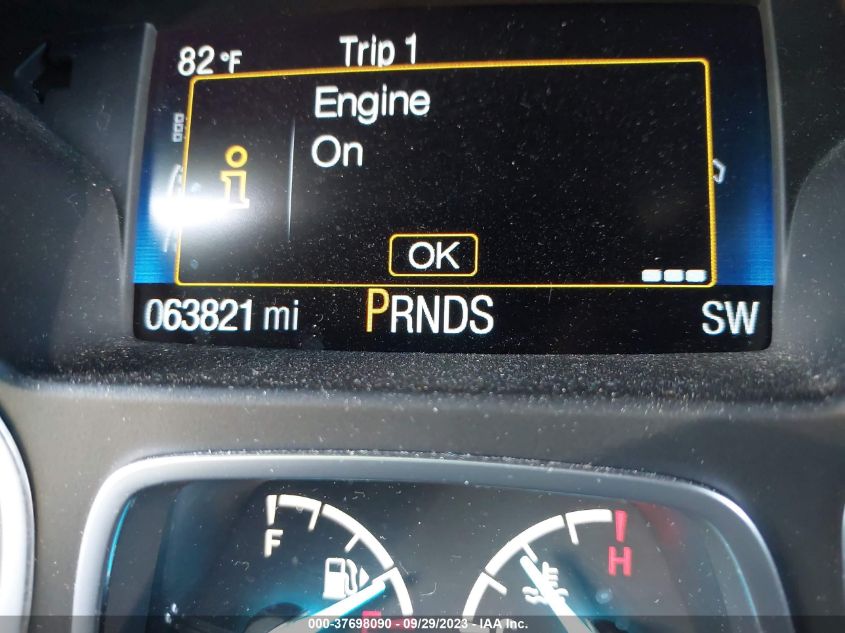 82 °F Trip 1
Engine
On
OK
063821 mi PRNDS SW
F H
000-37698090 - 09/29/2023 - IAA Inc.